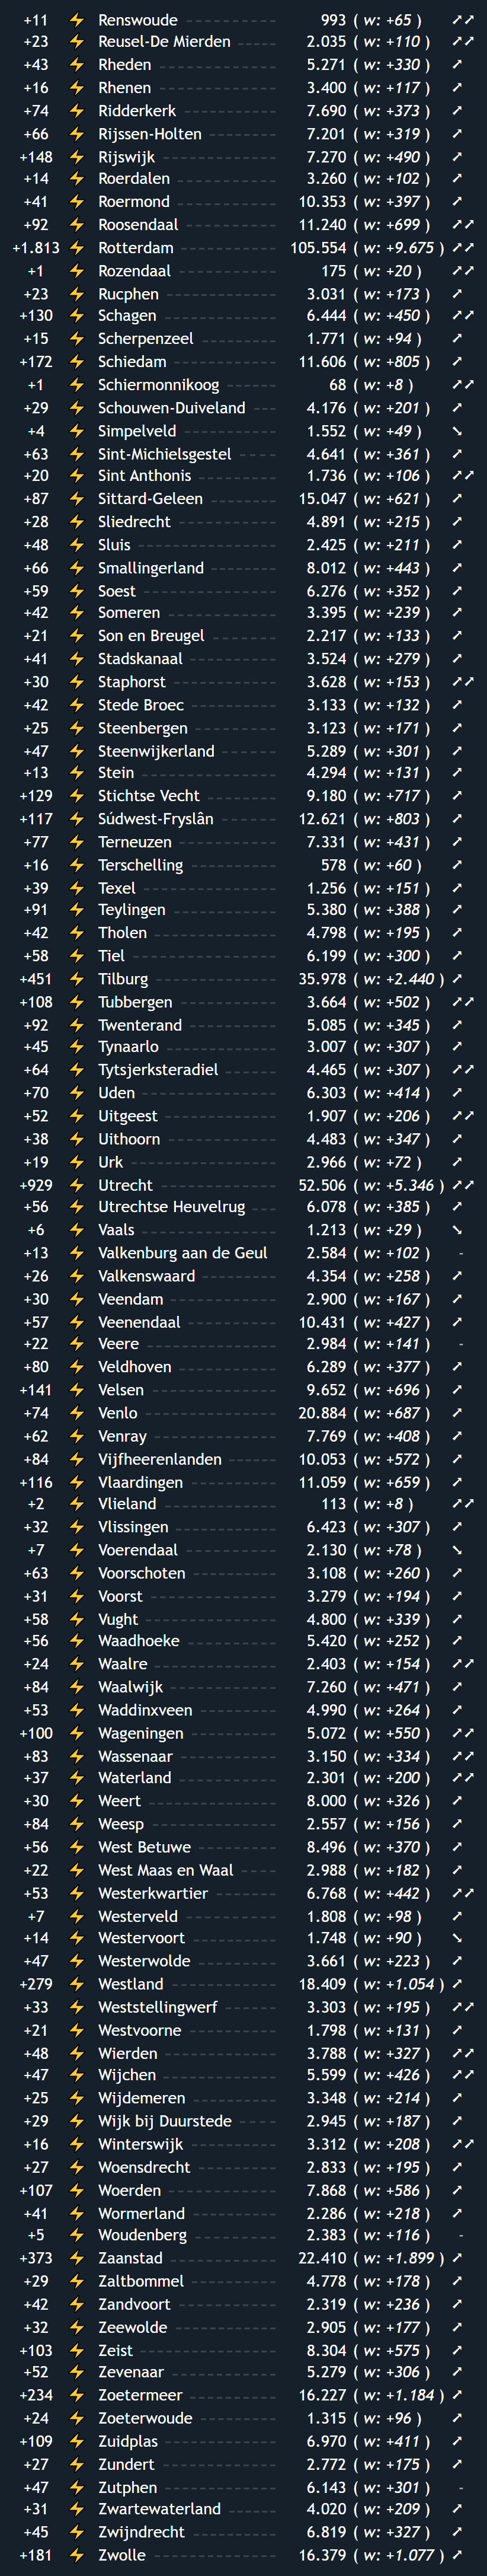 +11 ⚡ Renswoude 993 ( w: +65 ) ↗↗
+23 ⚡ Reusel-De Mierden 2.035 ( w: +110 ) ↗↗
+43 ⚡ Rheden 5.271 ( w: +330 ) ↗
+16 ⚡ Rhenen 3.400 ( w: +117 ) ↗
+74 ⚡ Ridderkerk 7.690 ( w: +373 ) ↗
+66 ⚡ Rijssen-Holten 7.201 ( w: +319 ) ↗
+148 ⚡ Rijswijk 7.270 ( w: +490 ) ↗
+14 ⚡ Roerdalen 3.260 ( w: +102 ) ↗
+41 ⚡ Roermond 10.353 ( w: +397 ) ↗
+92 ⚡ Roosendaal 11.240 ( w: +699 ) ↗↗
+1.813 ⚡ Rotterdam 105.554 ( w: +9.675 ) ↗↗
+1 ⚡ Rozendaal 175 ( w: +20 ) ↗↗
+23 ⚡ Rucphen 3.031 ( w: +173 ) ↗
+130 ⚡ Schagen 6.444 ( w: +450 ) ↗↗
+15 ⚡ Scherpenzeel 1.771 ( w: +94 ) ↗
+172 ⚡ Schiedam 11.606 ( w: +805 ) ↗
+1 ⚡ Schiermonnikoog 68 ( w: +8 ) ↗↗
+29 ⚡ Schouwen-Duiveland 4.176 ( w: +201 ) ↗
+4 ⚡ Simpelveld 1.552 ( w: +49 ) ↘
+63 ⚡ Sint-Michielsgestel 4.641 ( w: +361 ) ↗
+20 ⚡ Sint Anthonis 1.736 ( w: +106 ) ↗↗
+87 ⚡ Sittard-Geleen 15.047 ( w: +621 ) ↗
+28 ⚡ Sliedrecht 4.891 ( w: +215 ) ↗
+48 ⚡ Sluis 2.425 ( w: +211 ) ↗
+66 ⚡ Smallingerland 8.012 ( w: +443 ) ↗
+59 ⚡ Soest 6.276 ( w: +352 ) ↗
+42 ⚡ Someren 3.395 ( w: +239 ) ↗
+21 ⚡ Son en Breugel 2.217 ( w: +133 ) ↗
+41 ⚡ Stadskanaal 3.524 ( w: +279 ) ↗
+30 ⚡ Staphorst 3.628 ( w: +153 ) ↗↗
+42 ⚡ Stede Broec 3.133 ( w: +132 ) ↗
+25 ⚡ Steenbergen 3.123 ( w: +171 ) ↗
+47 ⚡ Steenwijkerland 5.289 ( w: +301 ) ↗
+13 ⚡ Stein 4.294 ( w: +131 ) ↗
+129 ⚡ Stichtse Vecht 9.180 ( w: +717 ) ↗
+117 ⚡ Súdwest-Fryslân 12.621 ( w: +803 ) ↗
+77 ⚡ Terneuzen 7.331 ( w: +431 ) ↗
+16 ⚡ Terschelling 578 ( w: +60 ) ↗
+39 ⚡ Texel 1.256 ( w: +151 ) ↗
+91 ⚡ Teylingen 5.380 ( w: +388 ) ↗
+42 ⚡ Tholen 4.798 ( w: +195 ) ↗
+58 ⚡ Tiel 6.199 ( w: +300 ) ↗
+451 ⚡ Tilburg 35.978 ( w: +2.440 ) ↗
+108 ⚡ Tubbergen 3.664 ( w: +502 ) ↗↗
+92 ⚡ Twenterand 5.085 ( w: +345 ) ↗
+45 ⚡ Tynaarlo 3.007 ( w: +307 ) ↗
+64 ⚡ Tytsjerksteradiel 4.465 ( w: +307 ) ↗↗
+70 ⚡ Uden 6.303 ( w: +414 ) ↗
+52 ⚡ Uitgeest 1.907 ( w: +206 ) ↗↗
+38 ⚡ Uithoorn 4.483 ( w: +347 ) ↗
+19 ⚡ Urk 2.966 ( w: +72 ) ↗
+929 ⚡ Utrecht 52.506 ( w: +5.346 ) ↗↗
+56 ⚡ Utrechtse Heuvelrug 6.078 ( w: +385 ) ↗
+6 ⚡ Vaals 1.213 ( w: +29 ) ↘
+13 ⚡ Valkenburg aan de Geul 2.584 ( w: +102 ) -
+26 ⚡ Valkenswaard 4.354 ( w: +258 ) ↗
+30 ⚡ Veendam 2.900 ( w: +167 ) ↗
+57 ⚡ Veenendaal 10.431 ( w: +427 ) ↗
+22 ⚡ Veere 2.984 ( w: +141 ) -
+80 ⚡ Veldhoven 6.289 ( w: +377 ) ↗
+141 ⚡ Velsen 9.652 ( w: +696 ) ↗
+74 ⚡ Venlo 20.884 ( w: +687 ) ↗
+62 ⚡ Venray 7.769 ( w: +408 ) ↗
+84 ⚡ Vijfheerenlanden 10.053 ( w: +572 ) ↗
+116 ⚡ Vlaardingen 11.059 ( w: +659 ) ↗
+2 ⚡ Vlieland 113 ( w: +8 ) ↗↗
+32 ⚡ Vlissingen 6.423 ( w: +307 ) ↗
+7 ⚡ Voerendaal 2.130 ( w: +78 ) ↘
+63 ⚡ Voorschoten 3.108 ( w: +260 ) ↗
+31 ⚡ Voorst 3.279 ( w: +194 ) ↗
+58 ⚡ Vught 4.800 ( w: +339 ) ↗
+56 ⚡ Waadhoeke 5.420 ( w: +252 ) ↗
+24 ⚡ Waalre 2.403 ( w: +154 ) ↗↗
+84 ⚡ Waalwijk 7.260 ( w: +471 ) ↗
+53 ⚡ Waddinxveen 4.990 ( w: +264 ) ↗
+100 ⚡ Wageningen 5.072 ( w: +550 ) ↗↗
+83 ⚡ Wassenaar 3.150 ( w: +334 ) ↗↗
+37 ⚡ Waterland 2.301 ( w: +200 ) ↗↗
+30 ⚡ Weert 8.000 ( w: +326 ) ↗
+84 ⚡ Weesp 2.557 ( w: +156 ) ↗
+56 ⚡ West Betuwe 8.496 ( w: +370 ) ↗
+22 ⚡ West Maas en Waal 2.988 ( w: +182 ) ↗
+53 ⚡ Westerkwartier 6.768 ( w: +442 ) ↗↗
+7 ⚡ Westerveld 1.808 ( w: +98 ) ↗
+14 ⚡ Westervoort 1.748 ( w: +90 ) ↘
+47 ⚡ Westerwolde 3.661 ( w: +223 ) ↗
+279 ⚡ Westland 18.409 ( w: +1.054 ) ↗
+33 ⚡ Weststellingwerf 3.303 ( w: +195 ) ↗↗
+21 ⚡ Westvoorne 1.798 ( w: +131 ) ↗
+48 ⚡ Wierden 3.788 ( w: +327 ) ↗↗
+47 ⚡ Wijchen 5.599 ( w: +426 ) ↗↗
+25 ⚡ Wijdemeren 3.348 ( w: +214 ) ↗
+29 ⚡ Wijk bij Duurstede 2.945 ( w: +187 ) ↗
+16 ⚡ Winterswijk 3.312 ( w: +208 ) ↗↗
+27 ⚡ Woensdrecht 2.833 ( w: +195 ) ↗
+107 ⚡ Woerden 7.868 ( w: +586 ) ↗
+41 ⚡ Wormerland 2.286 ( w: +218 ) ↗
+5 ⚡ Woudenberg 2.383 ( w: +116 ) -
+373 ⚡ Zaanstad 22.410 ( w: +1.899 ) ↗
+29 ⚡ Zaltbommel 4.778 ( w: +178 ) ↗
+42 ⚡ Zandvoort 2.319 ( w: +236 ) ↗
+32 ⚡ Zeewolde 2.905 ( w: +177 ) ↗
+103 ⚡ Zeist 8.304 ( w: +575 ) ↗
+52 ⚡ Zevenaar 5.279 ( w: +306 ) ↗
+234 ⚡ Zoetermeer 16.227 ( w: +1.184 ) ↗
+24 ⚡ Zoeterwoude 1.315 ( w: +96 ) ↗
+109 ⚡ Zuidplas 6.970 ( w: +411 ) ↗
+27 ⚡ Zundert 2.772 ( w: +175 ) ↗
+47 ⚡ Zutphen 6.143 ( w: +301 ) -
+31 ⚡ Zwartewaterland 4.020 ( w: +209 ) ↗
+45 ⚡ Zwijndrecht 6.819 ( w: +327 ) ↗
+181 ⚡ Zwolle 16.379 ( w: +1.077 ) ↗